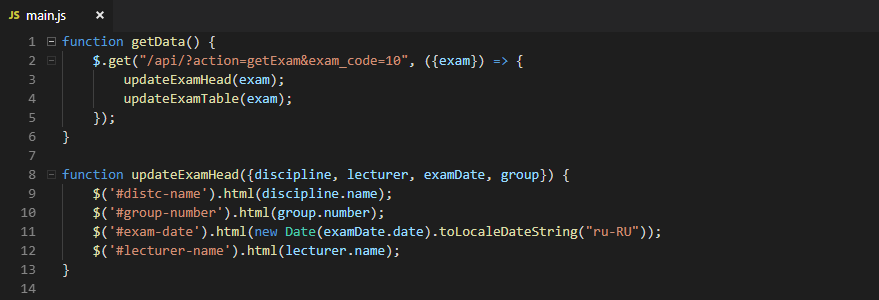 JS main.js ×
1 function getData() {
2 $.get("/api/?action=getExam&exam_code=10", ({exam}) => {
3 updateExamHead(exam);
4 updateExamTable(exam);
5 });
6 }
7
8 function updateExamHead({discipline, lecturer, examDate, group}) {
9 $('#distc-name').html(discipline.name);
10 $('#group-number').html(group.number);
11 $('#exam-date').html(new Date(examDate.date).toLocaleDateString("ru-RU"));
12 $('#lecturer-name').html(lecturer.name);
13 }
14